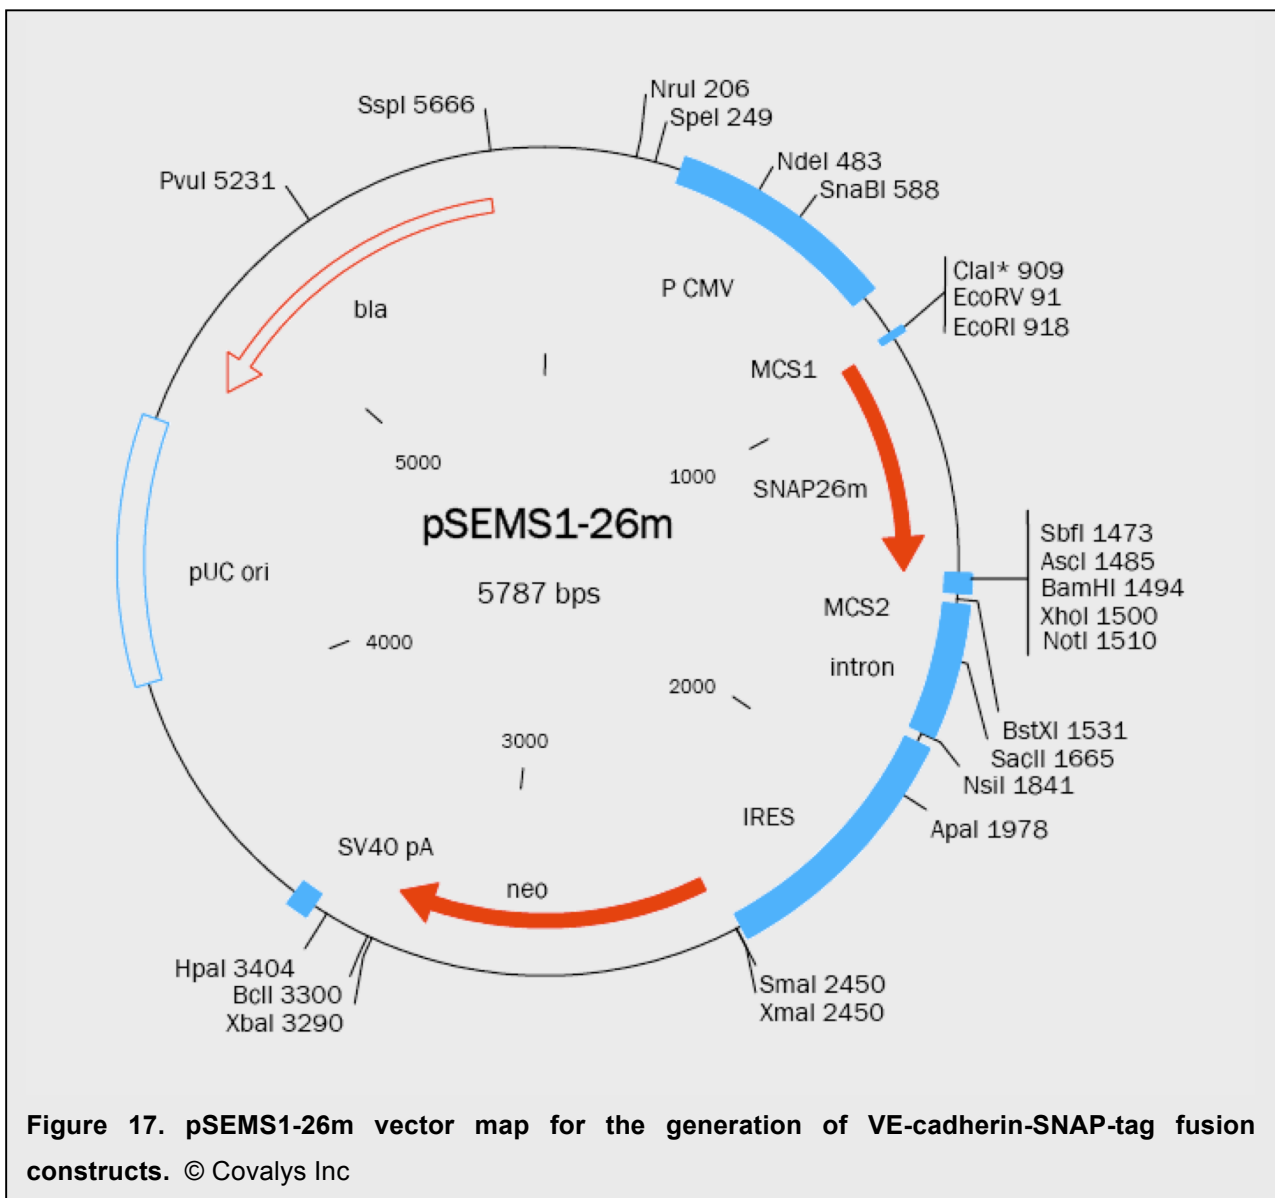 NruI 206
SspI 5666
SpeI 249
NdeI 483
PvuI 5231
SnaBI 588
ClaI* 909
P CMV
EcoRV 91
bla
EcoRI 918
MCS1
5000
1000
SNAP26m
pSEMS1-26m
SbfI 1473
AscI 1485
pUC ori
BamHI 1494
5787 bps
MCS2
XhoI 1500
NotI 1510
4000
intron
2000
BstXI 1531
3000
SacII 1665
NsiI 1841
IRES
ApaI 1978
SV40 pA
neo
HpaI 3404
SmaI 2450
BclI 3300
XmaI 2450
XbaI 3290
Figure 17. pSEMS1-26m vector map for the generation of VE-cadherin-SNAP-tag fusion
constructs. © Covalys Inc